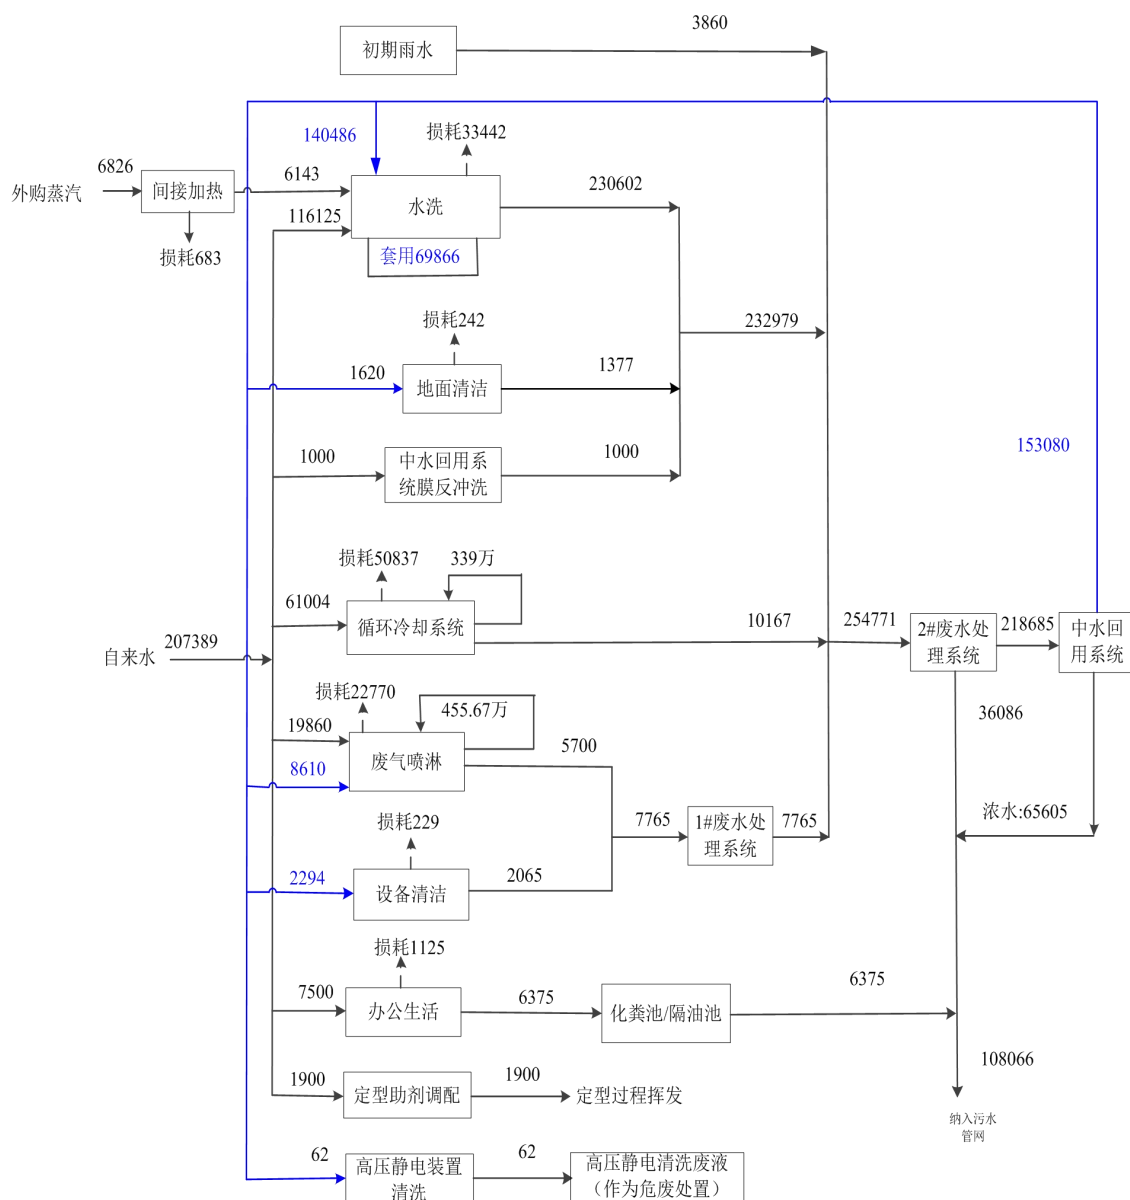 3860
初期雨水
140486
损耗33442
6826
外购蒸汽
间接加热
6143
116125
水洗
230602
损耗683
套用69866
损耗242
232979
1620
地面清洁
1377
153080
1000
中水回用系
统膜反冲洗
1000
损耗50837
339万
61004
循环冷却系统
10167
254771
2#废水处
理系统
218685
中水回
用系统
自来水
207389
损耗22770
455.67万
19860
8610
废气喷淋
5700
36086
损耗229
7765
1#废水处
理系统
7765
浓水:65605
2294
设备清洁
2065
损耗1125
7500
办公生活
6375
化粪池/隔油池
6375
108066
1900
定型助剂调配
1900
定型过程挥发
纳入污水
管网
62
高压静电装置
清洗
62
高压静电清洗废液
（作为危废处置）